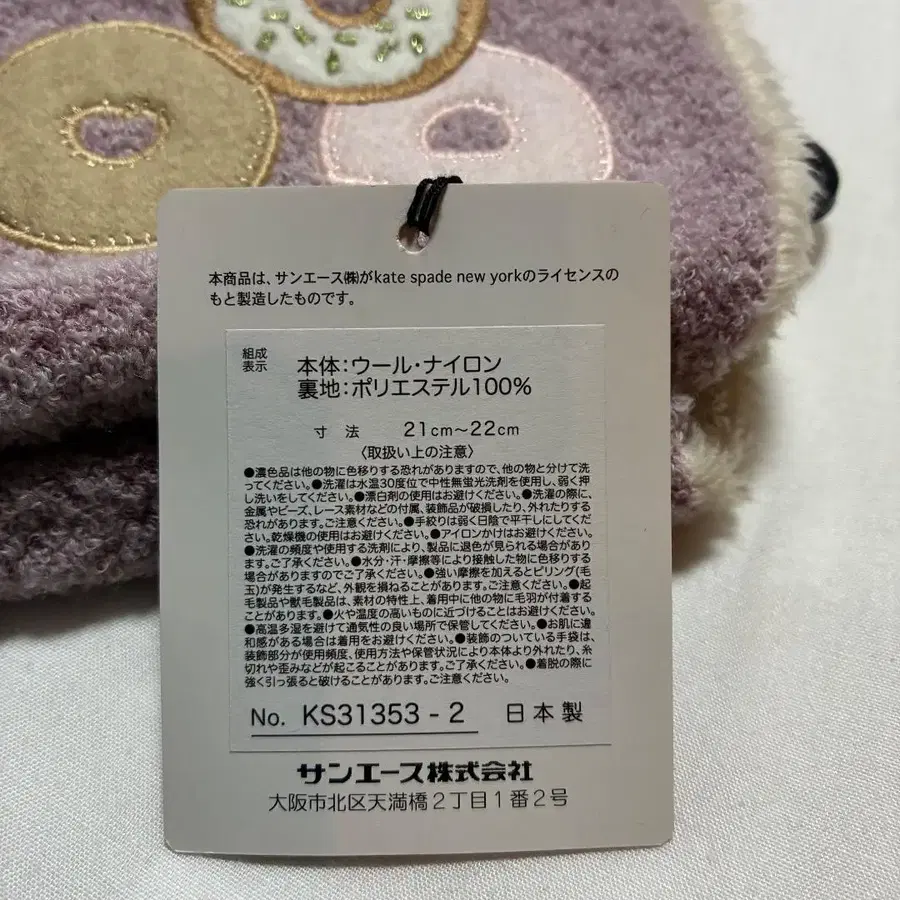 本商品は、サンエース㈱がkate spade new yorkのライセンスの
もと製造したものです。
組成
表示
本体：ウール・ナイロン
裏地：ポリエステル100%
寸 法 21cm～22cm
〈取扱い上の注意〉
●濃色品は他の物に色移りする恐れがありますので、他の物と分けて洗
ってください。●洗濯は水温30度位で中性無蛍光洗剤を使用し、弱く押
し洗いをしてください。●漂白剤の使用はお避けください。●洗濯の際に、
金属やビーズ、レース素材などの付属、装飾品が破損したり、外れたりする
恐れがあります。ご注意ください。●手絞りは弱く日陰で平干しにしてくだ
さい。乾燥機の使用はお避けください。●アイロンかけはお避けください。
●洗濯の頻度や使用する洗剤により、製品に退色が見られる場合があり
ます。ご了承ください。●水分・汗・摩擦等により接触した物に色移りする
場合がありますのでご了承ください。●強い摩擦を加えるとピリング(毛
玉)が発生するなど、外観を損ねることがあります。ご注意ください。●起
毛製品や獣毛製品は、素材の特性上、着用中に他の物に毛羽が付着する
ことがあります。●火や温度の高いものに近づけることはお避けください。
●高温多湿を避けて通気性の良い場所で保管してください。●お肌に違
和感がある場合は着用をお避けください。●装飾のついている手袋は、
装飾部分が使用頻度、使用方法や保管状況により本体より外れたり、糸
切れや歪みなどが起こることがあります。ご了承ください。●着脱の際に
強く引っ張ると破けることがあります。ご注意ください。
No. KS31353-2 日本製
サンエース株式会社
大阪市北区天満橋2丁目1番2号